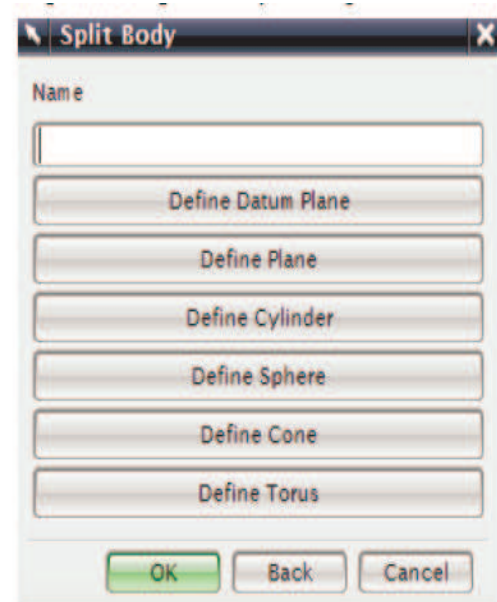 Split Body
Name
Define Datum Plane
Define Plane
Define Cylinder
Define Sphere
Define Cone
Define Torus
OK Back Cancel